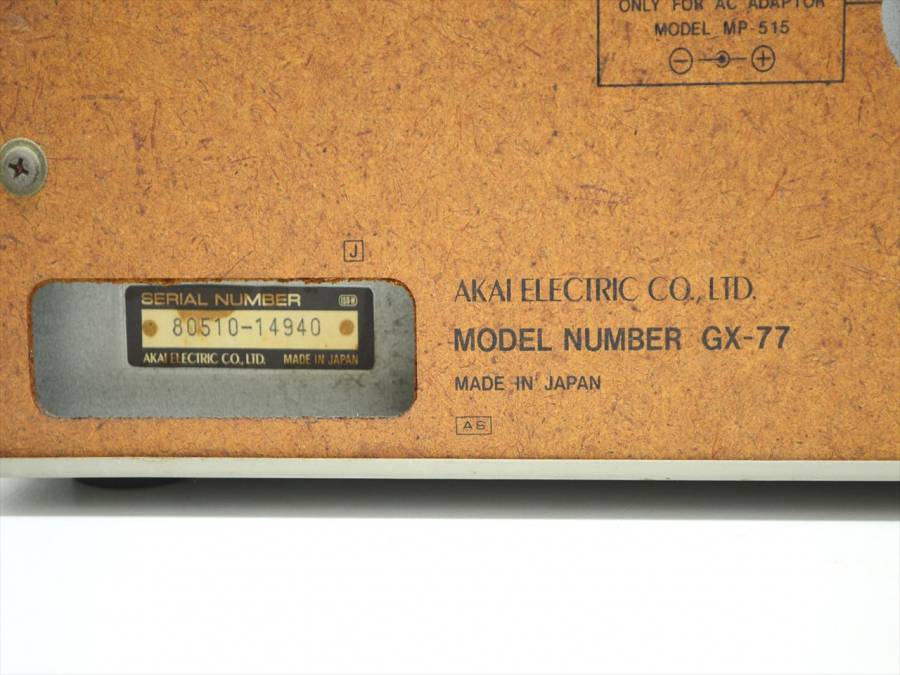 ONLY FOR AC ADAPTOR
MODEL MP-515
J
SERIAL NUMBER
80510-14940
AKAI ELECTRIC CO., LTD. MADE IN JAPAN
AKAI ELECTRIC CO., LTD.
MODEL NUMBER GX-77
MADE IN JAPAN